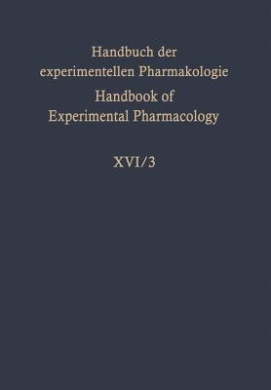 Handbuch der
experimentellen Pharmakologie
Handbook of
Experimental Pharmacology
XVI/3